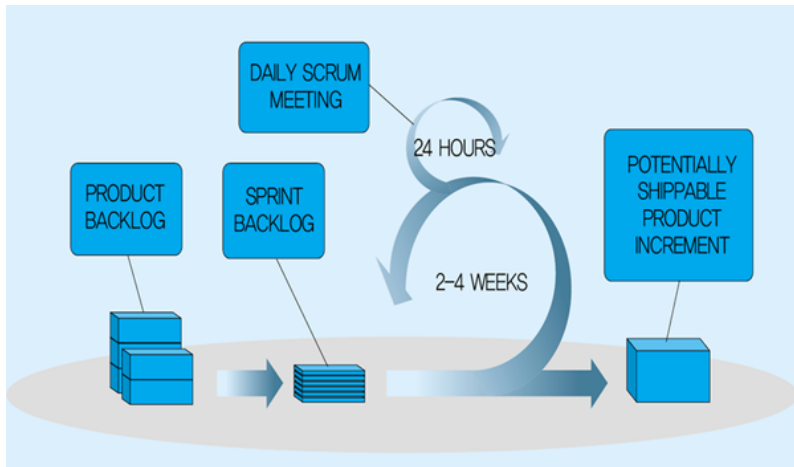 DAILY SCRUM
MEETING
24 HOURS
PRODUCT
BACKLOG
SPRINT
BACKLOG
POTENTIALLY
SHIPPABLE
PRODUCT
INCREMENT
2-4 WEEKS